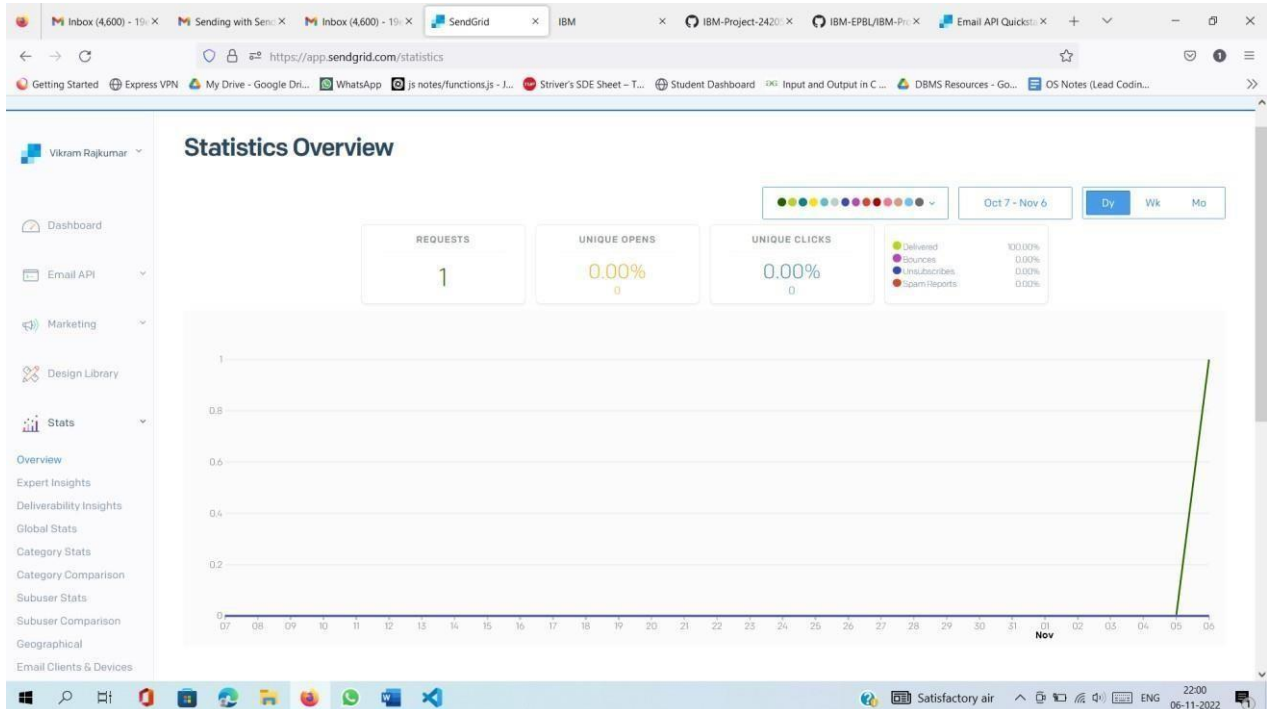 Inbox (4,600) - 19 Sending with Send Inbox (4,600) - 19 SendGrid IBM IBM-Project-2420 IBM-EPBL/IBM-Pro Email API Quicksta
https://app.sendgrid.com/statistics
Getting Started Express VPN My Drive - Google Dri... WhatsApp js notes/functions.js - J... Striver's SDE Sheet – T... Student Dashboard Input and Output in C ... DBMS Resources - Go... OS Notes (Lead Codin...
Vikram Rajkumar
Dashboard
Email API
Marketing
Design Library
Stats
Overview
Expert Insights
Deliverability Insights
Global Stats
Category Stats
Category Comparison
Subuser Stats
Subuser Comparison
Geographical
Email Clients & Devices
Statistics Overview
Oct 7 - Nov 6 Dy Wk Mo
REQUESTS
1
UNIQUE OPENS
0.00%
0
UNIQUE CLICKS
0.00%
0
Delivered 100.00%
Bounces 0.00%
Unsubscribes 0.00%
Spam Reports 0.00%
1
0.8
0.6
0.4
0.2
0
07 08 09 10 11 12 13 14 15 16 17 18 19 20 21 22 23 24 25 26 27 28 29 30 31 01 02 03 04 05 06
Nov
Satisfactory air ENG 22:00
06-11-2022